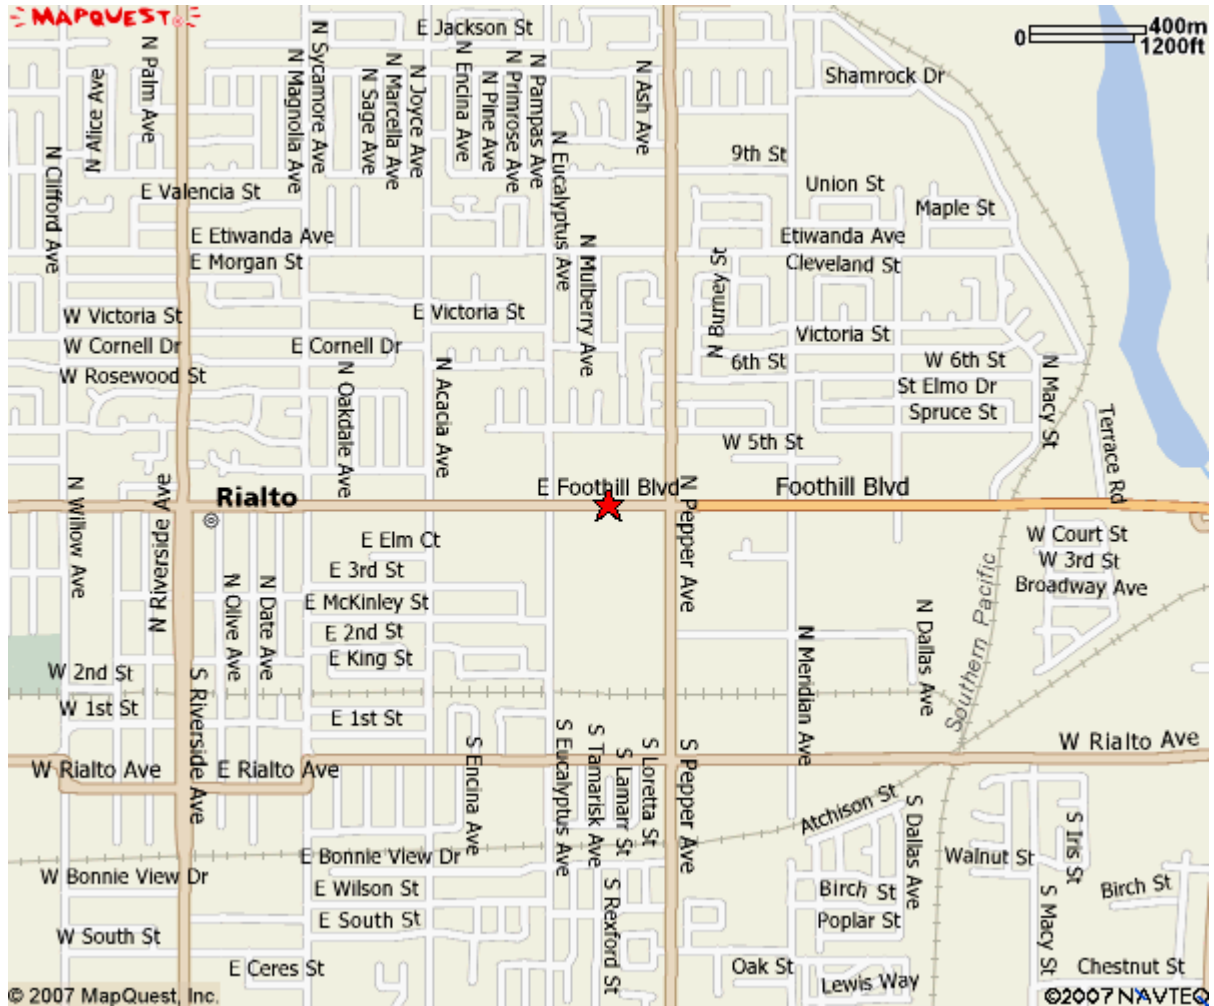 MAPQUEST
400m
0
1200ft
E Jackson St
N Palm Ave
N Alice Ave
N Sycamore Ave
N Magnolia Ave
N Sage Ave
N Marcella Ave
N Joyce Ave
N Encina Ave
N Pine Ave
N Primrose Ave
N Pampas Ave
N Ash Ave
Shamrock Dr
N Clifford Ave
N Eucalyptus Ave
9th St
E Valencia St
Union St
Maple St
E Etiwanda Ave
Etiwanda Ave
E Morgan St
Cleveland St
N Mulberry Ave
N Burney St
W Victoria St
E Victoria St
Victoria St
W Cornell Dr
E Cornell Dr
6th St
W 6th St
W Rosewood St
N Oakdale Ave
N Acacia Ave
St Elmo Dr
N Macy St
Spruce St
Terrace Rd
W 5th St
N Willow Ave
N Riverside Ave
Rialto
E Foothill Blvd
N Pepper Ave
Foothill Blvd
E Elm Ct
W Court St
E 3rd St
W 3rd St
Broadway Ave
N Olive Ave
N Date Ave
E McKinley St
Southern Pacific
N Dallas Ave
N Meridian Ave
E 2nd St
E King St
W 2nd St
W 1st St
S Riverside Ave
E 1st St
S Encina Ave
S Eucalyptus Ave
S Tamarisk Ave
S Lamarr St
S Loretta St
S Pepper Ave
W Rialto Ave
W Rialto Ave
E Rialto Ave
Atchison St
S Dallas Ave
S Iris St
E Bonnie View Dr
Walnut St
W Bonnie View Dr
E Wilson St
S Rexford St
Birch St
Birch St
S Macy St
E South St
Poplar St
W South St
E Ceres St
Oak St
Chestnut St
Lewis Way
© 2007 MapQuest, Inc.
©2007 NAVTEQ